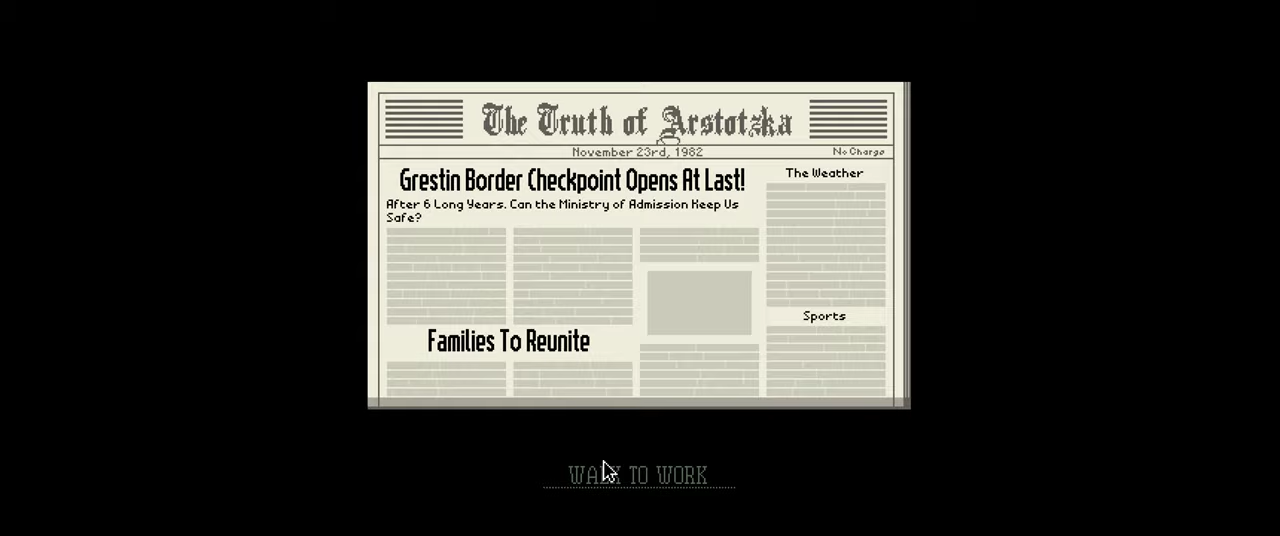 The Truth of Arstotzka
November 23rd, 1982
No Charge
Grestin Border Checkpoint Opens At Last!
After 6 Long Years. Can the Ministry of Admission Keep Us
Safe?
Families To Reunite
The Weather
Sports
WALK TO WORK